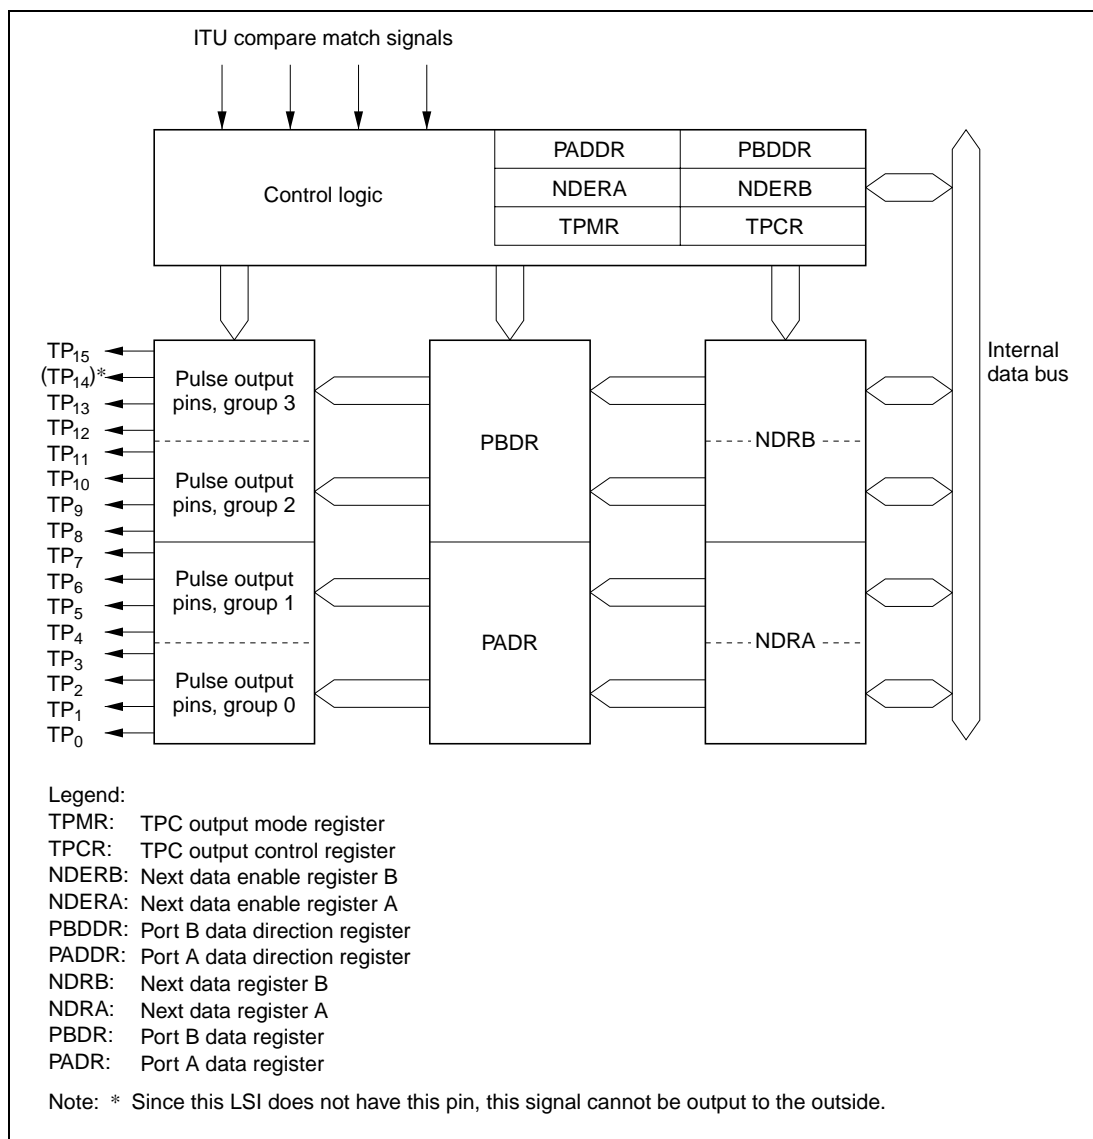 ITU compare match signals
Control logic
PADDR PBDDR
NDERA NDERB
TPMR TPCR
Internal
data bus
TP15
(TP14)*
TP13
TP12
TP11
TP10
TP9
TP8
TP7
TP6
TP5
TP4
TP3
TP2
TP1
TP0
Pulse output
pins, group 3
Pulse output
pins, group 2
Pulse output
pins, group 1
Pulse output
pins, group 0
PBDR
PADR
NDRB
NDRA
Legend:
TPMR: TPC output mode register
TPCR: TPC output control register
NDERB: Next data enable register B
NDERA: Next data enable register A
PBDDR: Port B data direction register
PADDR: Port A data direction register
NDRB: Next data register B
NDRA: Next data register A
PBDR: Port B data register
PADR: Port A data register
Note: * Since this LSI does not have this pin, this signal cannot be output to the outside.